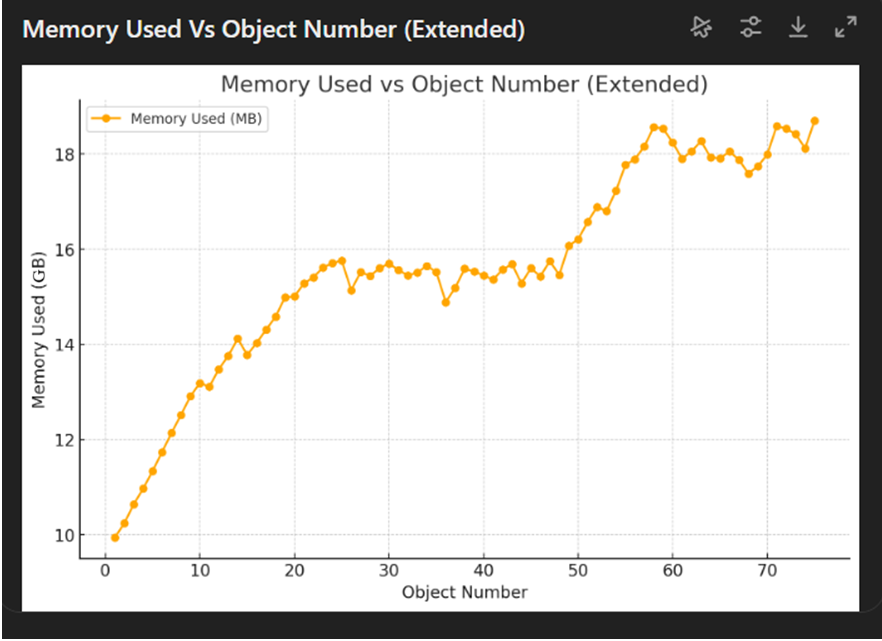 Memory Used Vs Object Number (Extended)
Memory Used vs Object Number (Extended)
Memory Used (MB)
Memory Used (GB)
18
16
14
12
10
0 10 20 30 40 50 60 70
Object Number